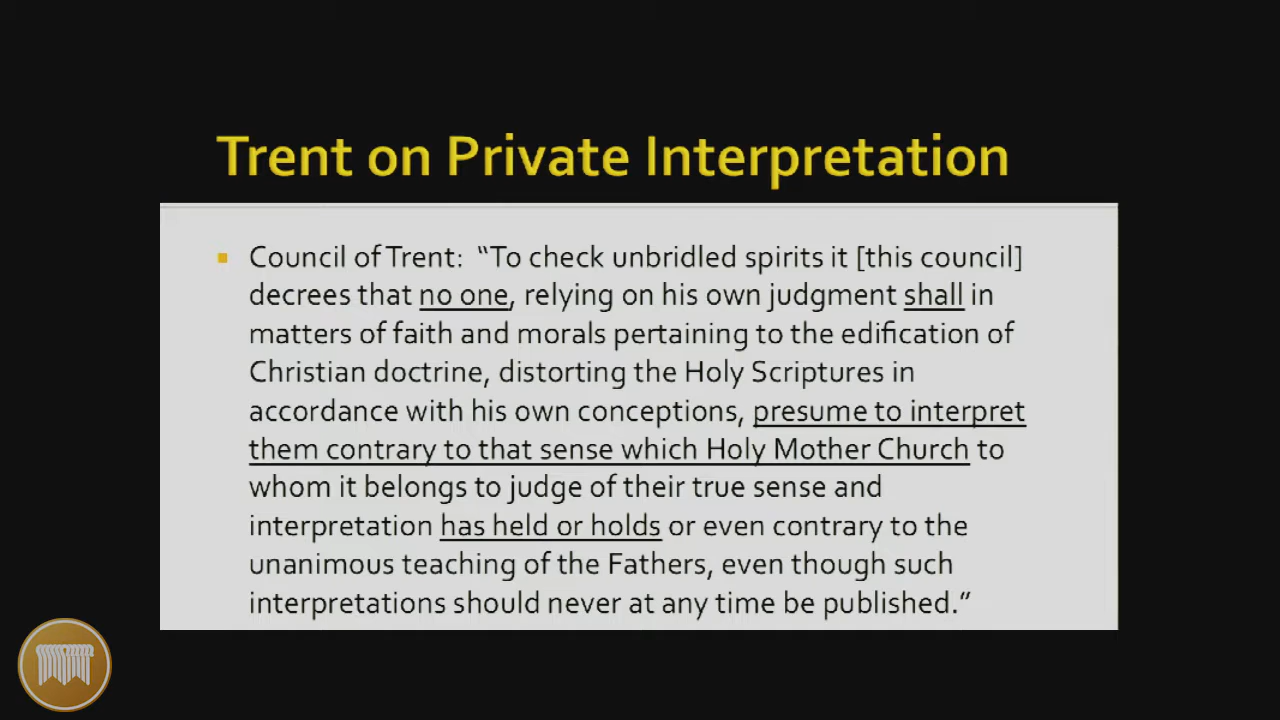 Trent on Private Interpretation
▪ Council of Trent: “To check unbridled spirits it [this council]
decrees that no one, relying on his own judgment shall in
matters of faith and morals pertaining to the edification of
Christian doctrine, distorting the Holy Scriptures in
accordance with his own conceptions, presume to interpret
them contrary to that sense which Holy Mother Church to
whom it belongs to judge of their true sense and
interpretation has held or holds or even contrary to the
unanimous teaching of the Fathers, even though such
interpretations should never at any time be published.”